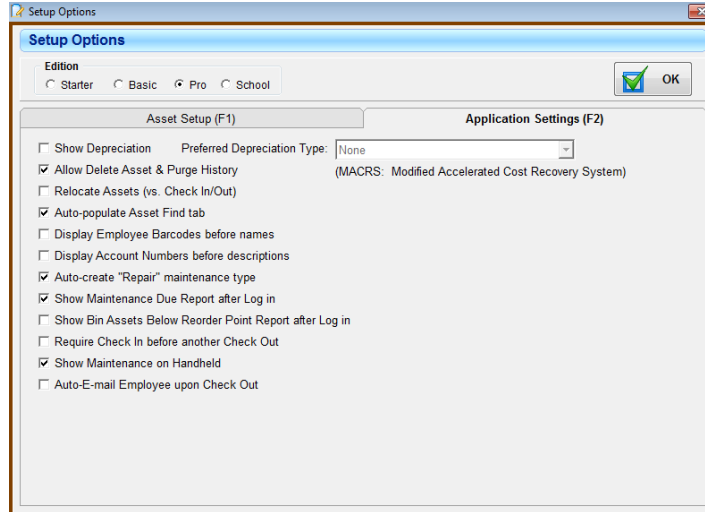 Setup Options
Setup Options
Edition
Starter Basic Pro School
OK
Asset Setup (F1) Application Settings (F2)
Show Depreciation Preferred Depreciation Type: None
Allow Delete Asset & Purge History (MACRS: Modified Accelerated Cost Recovery System)
Relocate Assets (vs. Check In/Out)
Auto-populate Asset Find tab
Display Employee Barcodes before names
Display Account Numbers before descriptions
Auto-create "Repair" maintenance type
Show Maintenance Due Report after Log in
Show Bin Assets Below Reorder Point Report after Log in
Require Check In before another Check Out
Show Maintenance on Handheld
Auto-E-mail Employee upon Check Out